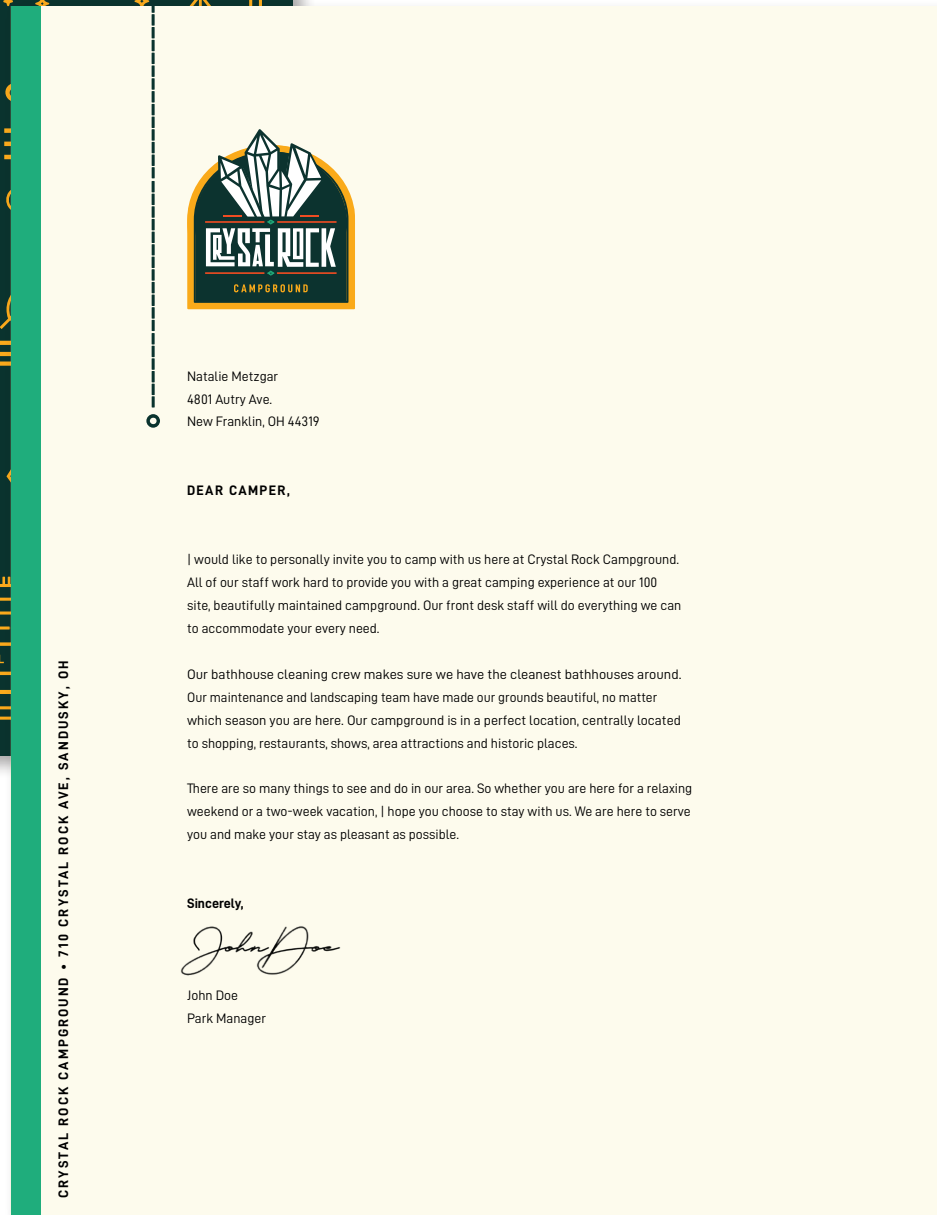 CRYSTAL ROCK
CAMPGROUND
Natalie Metzgar
4801 Autry Ave.
New Franklin, OH 44319
DEAR CAMPER,
I would like to personally invite you to camp with us here at Crystal Rock Campground.
All of our staff work hard to provide you with a great camping experience at our 100
site, beautifully maintained campground. Our front desk staff will do everything we can
to accommodate your every need.
Our bathhouse cleaning crew makes sure we have the cleanest bathhouses around.
Our maintenance and landscaping team have made our grounds beautiful, no matter
which season you are here. Our campground is in a perfect location, centrally located
to shopping, restaurants, shows, area attractions and historic places.
There are so many things to see and do in our area. So whether you are here for a relaxing
weekend or a two-week vacation, I hope you choose to stay with us. We are here to serve
you and make your stay as pleasant as possible.
Sincerely,
John Doe
John Doe
Park Manager
CRYSTAL ROCK CAMPGROUND • 710 CRYSTAL ROCK AVE, SANDUSKY, OH